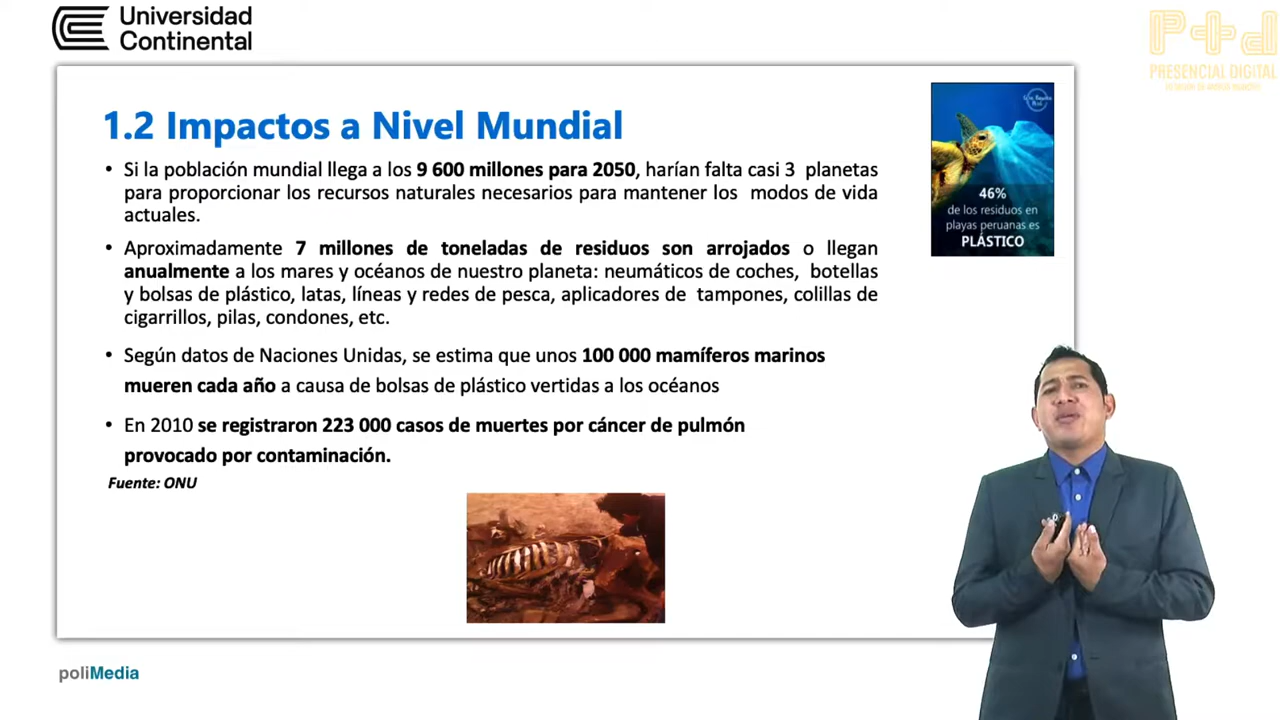 Universidad
Continental
P+d
PRESENCIAL DIGITAL
1.2 Impactos a Nivel Mundial
• Si la población mundial llega a los 9 600 millones para 2050, harían falta casi 3 planetas
para proporcionar los recursos naturales necesarios para mantener los modos de vida
actuales.
• Aproximadamente 7 millones de toneladas de residuos son arrojados o llegan
anualmente a los mares y océanos de nuestro planeta: neumáticos de coches, botellas
y bolsas de plástico, latas, líneas y redes de pesca, aplicadores de tampones, colillas de
cigarrillos, pilas, condones, etc.
• Según datos de Naciones Unidas, se estima que unos 100 000 mamíferos marinos
mueren cada año a causa de bolsas de plástico vertidas a los océanos
• En 2010 se registraron 223 000 casos de muertes por cáncer de pulmón
provocado por contaminación.
Fuente: ONU
46%
de los residuos en
playas peruanas es
PLÁSTICO
poliMedia